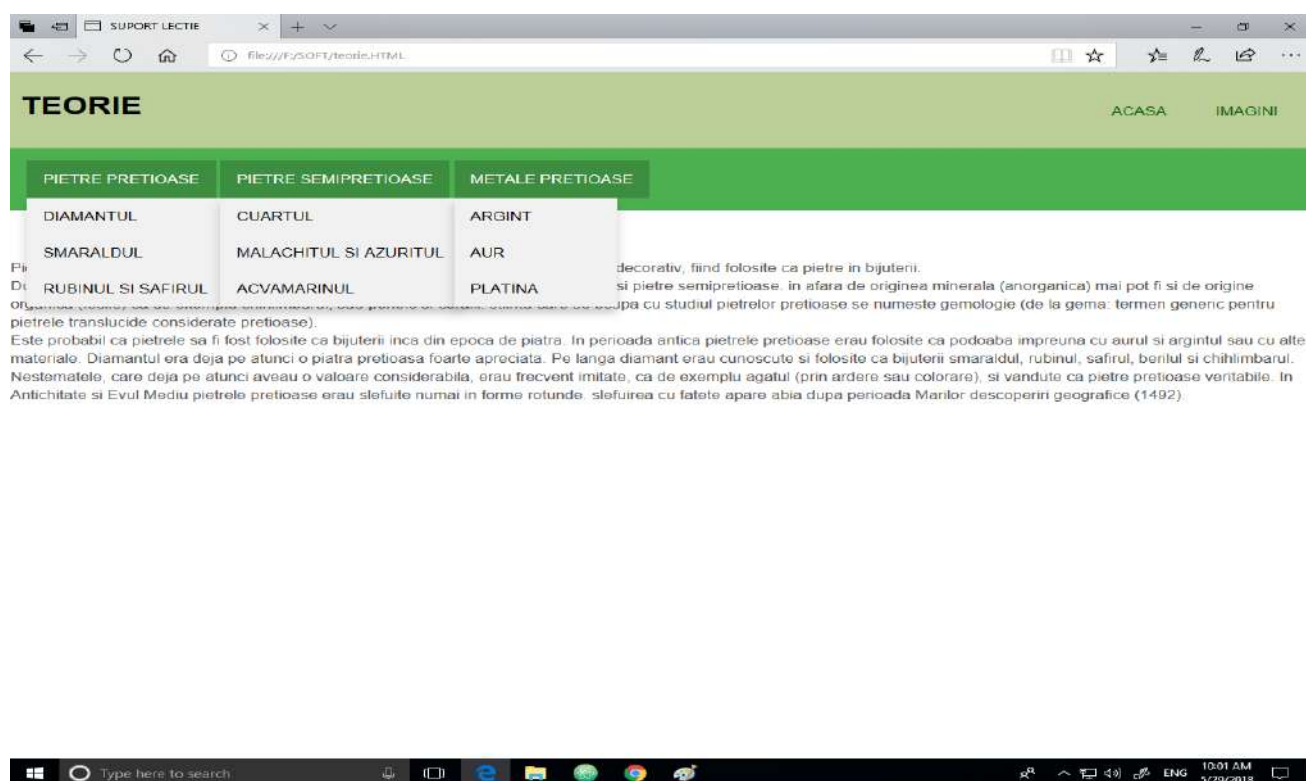 SUPORT LECTIE
file:///F:/SOFT/teorie.HTML
TEORIE
ACASA IMAGINI
PIETRE PRETIOASE PIETRE SEMIPRETIOASE METALE PRETIOASE
DIAMANTUL CUARTUL ARGINT
SMARALDUL MALACHITUL SI AZURITUL AUR
decorativ, fiind folosite ca pietre in bijuterii.
RUBINUL SI SAFIRUL ACVAMARINUL PLATINA
si pietre semipretioase. in afara de originea minerala (anorganica) mai pot fi si de origine
cu studiul pietrelor pretioase se numeste gemologie (de la gema: termen generic pentru
pietrele translucide considerate pretioase).
Este probabil ca pietrele sa fi fost folosite ca bijuterii inca din epoca de piatra. In perioada antica pietrele pretioase erau folosite ca podoaba impreuna cu aurul si argintul sau cu alte
materiale. Diamantul era deja pe atunci o piatra pretioasa foarte apreciata. Pe langa diamant erau cunoscute si folosite ca bijuterii smaraldul, rubinul, safirul, berilul si chihlimbarul.
Nestematele, care deja pe atunci aveau o valoare considerabila, erau frecvent imitate, ca de exemplu agatul (prin ardere sau colorare), si vandute ca pietre pretioase veritabile. In
Antichitate si Evul Mediu pietrele pretioase erau slefuite numai in forme rotunde. slefuirea cu fatete apare abia dupa perioada Marilor descoperiri geografice (1492).
Type here to search
ENG
10:01 AM
5/29/2018